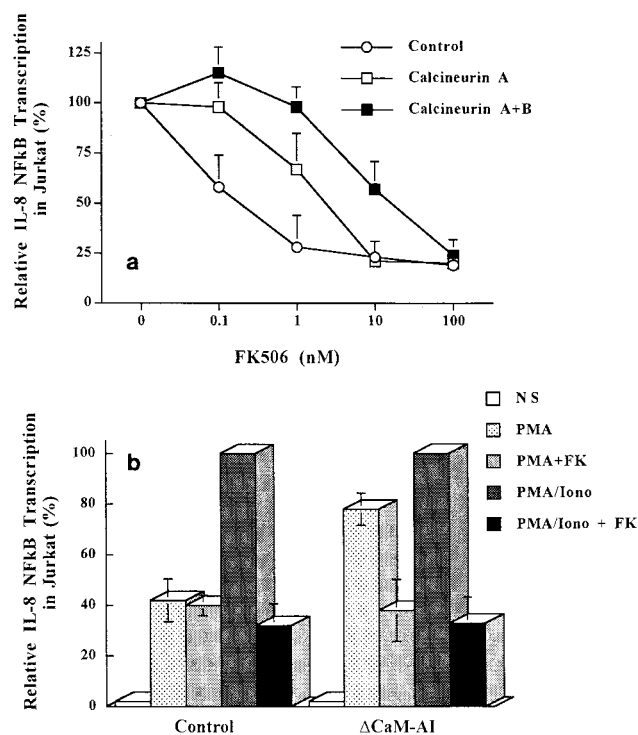 125
100
75
50
25
0
Relative IL-8 NFkB Transcription
in Jurkat (%)
Control
Calcineurin A
Calcineurin A+B
a
0 0.1 1 10 100
FK506 (nM)
b
100
80
60
40
20
0
Relative IL-8 NFkB Transcription
in Jurkat (%)
NS
PMA
PMA+FK
PMA/Iono
PMA/Iono + FK
Control ΔCaM-AI